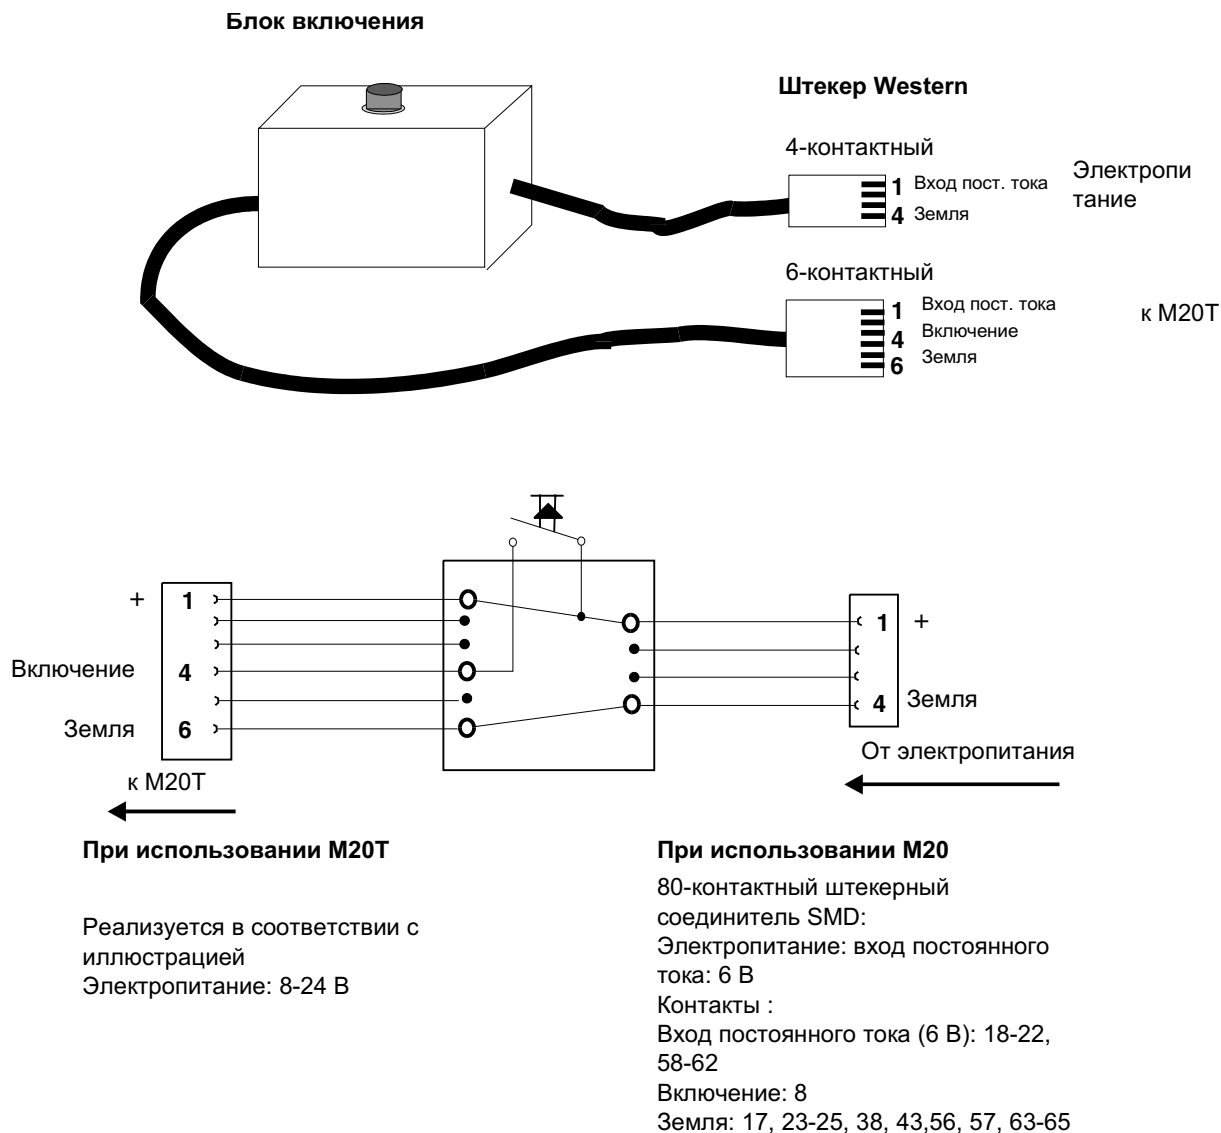 Блок включения
Штекер Western
4-контактный
1 Вход пост. тока
4 Земля
Электропи
тание
6-контактный
1 Вход пост. тока
4 Включение
6 Земля
к M20T
+ 1
Включение 4
Земля 6
к M20T
1 +
4 Земля
От электропитания
При использовании M20T
Реализуется в соответствии с
иллюстрацией
Электропитание: 8-24 В
При использовании M20
80-контактный штекерный
соединитель SMD:
Электропитание: вход постоянного
тока: 6 В
Контакты :
Вход постоянного тока (6 В): 18-22,
58-62
Включение: 8
Земля: 17, 23-25, 38, 43,56, 57, 63-65